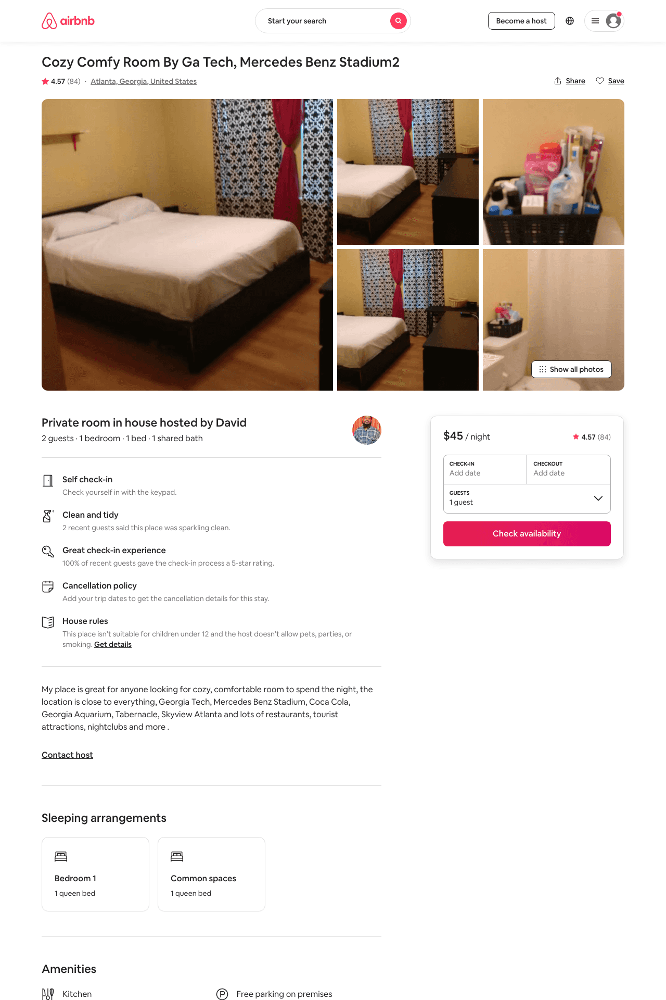 airbnb
Start your search
Become a host
Cozy Comfy Room By Ga Tech, Mercedes Benz Stadium2
4.57 (84) · Atlanta, Georgia, United States
Share
Save
Show all photos
Private room in house hosted by David
2 guests · 1 bedroom · 1 bed · 1 shared bath
$45 / night
4.57 (84)
CHECK-IN
Add date
CHECKOUT
Add date
GUESTS
1 guest
Check availability
Self check-in
Check yourself in with the keypad.
Clean and tidy
2 recent guests said this place was sparkling clean.
Great check-in experience
100% of recent guests gave the check-in process a 5-star rating.
Cancellation policy
Add your trip dates to get the cancellation details for this stay.
House rules
This place isn't suitable for children under 12 and the host doesn't allow pets, parties, or
smoking. Get details
My place is great for anyone looking for cozy, comfortable room to spend the night, the
location is close to everything, Georgia Tech, Mercedes Benz Stadium, Coca Cola,
Georgia Aquarium, Tabernacle, Skyview Atlanta and lots of restaurants, tourist
attractions, nightclubs and more .
Contact host
Sleeping arrangements
Bedroom 1
1 queen bed
Common spaces
1 queen bed
Amenities
Kitchen
Free parking on premises